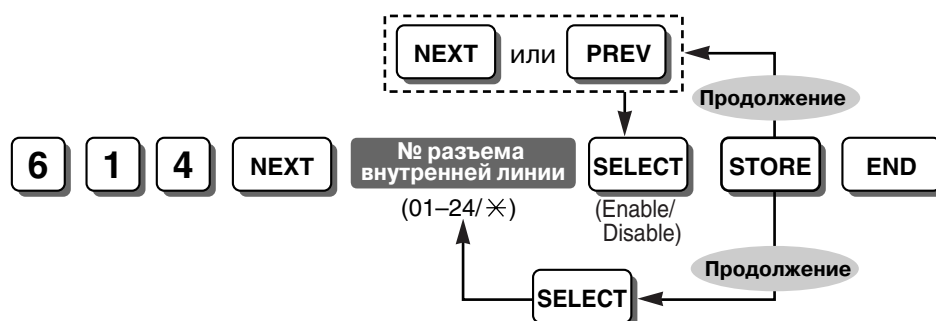 NEXT или PREV
Продолжение
6 1 4 NEXT № разъема внутренней линии SELECT STORE END
(01–24/✳)
(Enable/
Disable)
Продолжение
SELECT